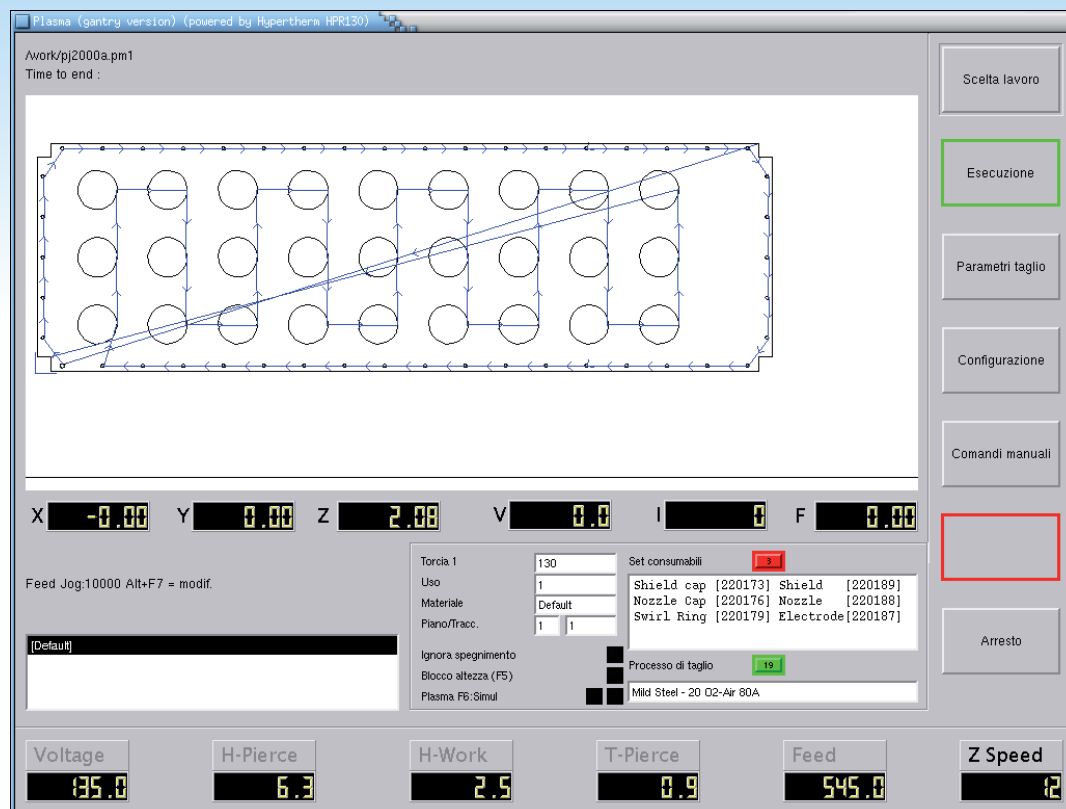 Plasma (gantry version) (powered by Hypertherm HPR130)
/work/pj2000a.pm1
Time to end :
Scelta lavoro
Esecuzione
Parametri taglio
Configurazione
Comandi manuali
Arresto
X -0.00 Y 0.00 Z 2.08 V 0.0 I 0 F 0.00
Feed Jog:10000 Alt+F7 = modif.
[Default]
Torcia 1 130
Uso 1
Materiale Default
Piano/Tracc. 1 1
Ignora spegnimento
Blocco altezza (F5)
Plasma F6:Simul
Set consumabili 3
Shield cap [220173] Shield [220189]
Nozzle Cap [220176] Nozzle [220188]
Swirl Ring [220179] Electrode[220187]
Processo di taglio 19
Mild Steel - 20 O2-Air 80A
Voltage H-Pierce H-Work T-Pierce Feed Z Speed
135.0 6.3 2.5 0.9 545.0 12